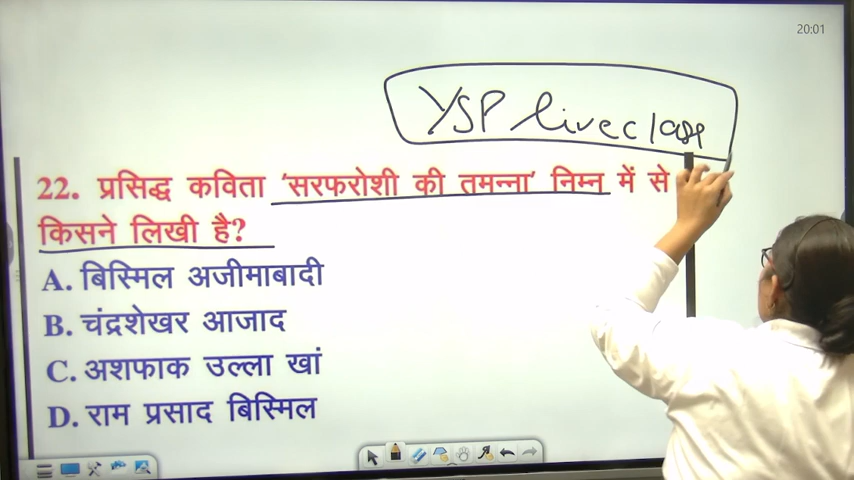 20:01
YSP liveclass
22. प्रसिद्ध कविता 'सरफरोशी की तमन्ना' निम्न में से
किसने लिखी है?
A. बिस्मिल अजीमाबादी
B. चंद्रशेखर आजाद
C. अशफाक उल्ला खां
D. राम प्रसाद बिस्मिल